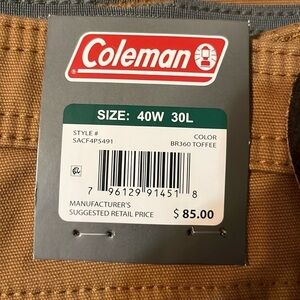 Coleman
SIZE: 40W 30L
STYLE #
SACF4P5491
COLOR
BR360 TOFFEE
7 96129 91451 8
MANUFACTURER'S
SUGGESTED RETAIL PRICE
$ 85.00